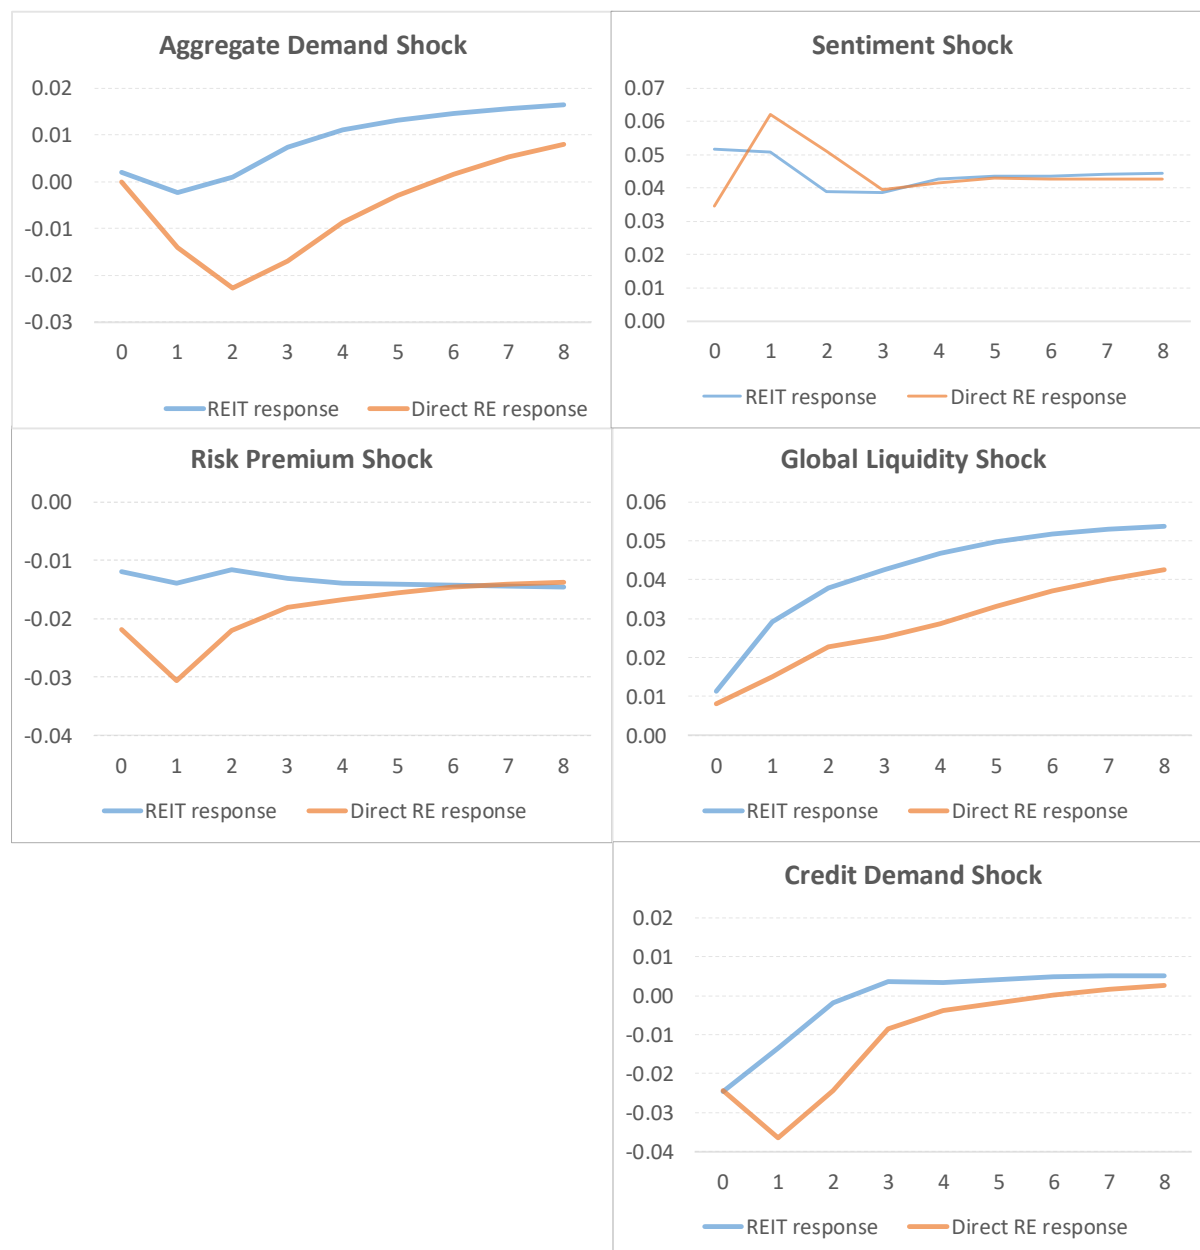 Aggregate Demand Shock
0.02
0.01
0.00
-0.01
-0.02
-0.03
0 1 2 3 4 5 6 7 8
REIT response Direct RE response
Sentiment Shock
0.07
0.06
0.05
0.04
0.03
0.02
0.01
0.00
0 1 2 3 4 5 6 7 8
REIT response Direct RE response
Risk Premium Shock
0.00
-0.01
-0.02
-0.03
-0.04
0 1 2 3 4 5 6 7 8
REIT response Direct RE response
Global Liquidity Shock
0.06
0.05
0.04
0.03
0.02
0.01
0.00
0 1 2 3 4 5 6 7 8
REIT response Direct RE response
Credit Demand Shock
0.02
0.01
0.00
-0.01
-0.02
-0.03
-0.04
0 1 2 3 4 5 6 7 8
REIT response Direct RE response